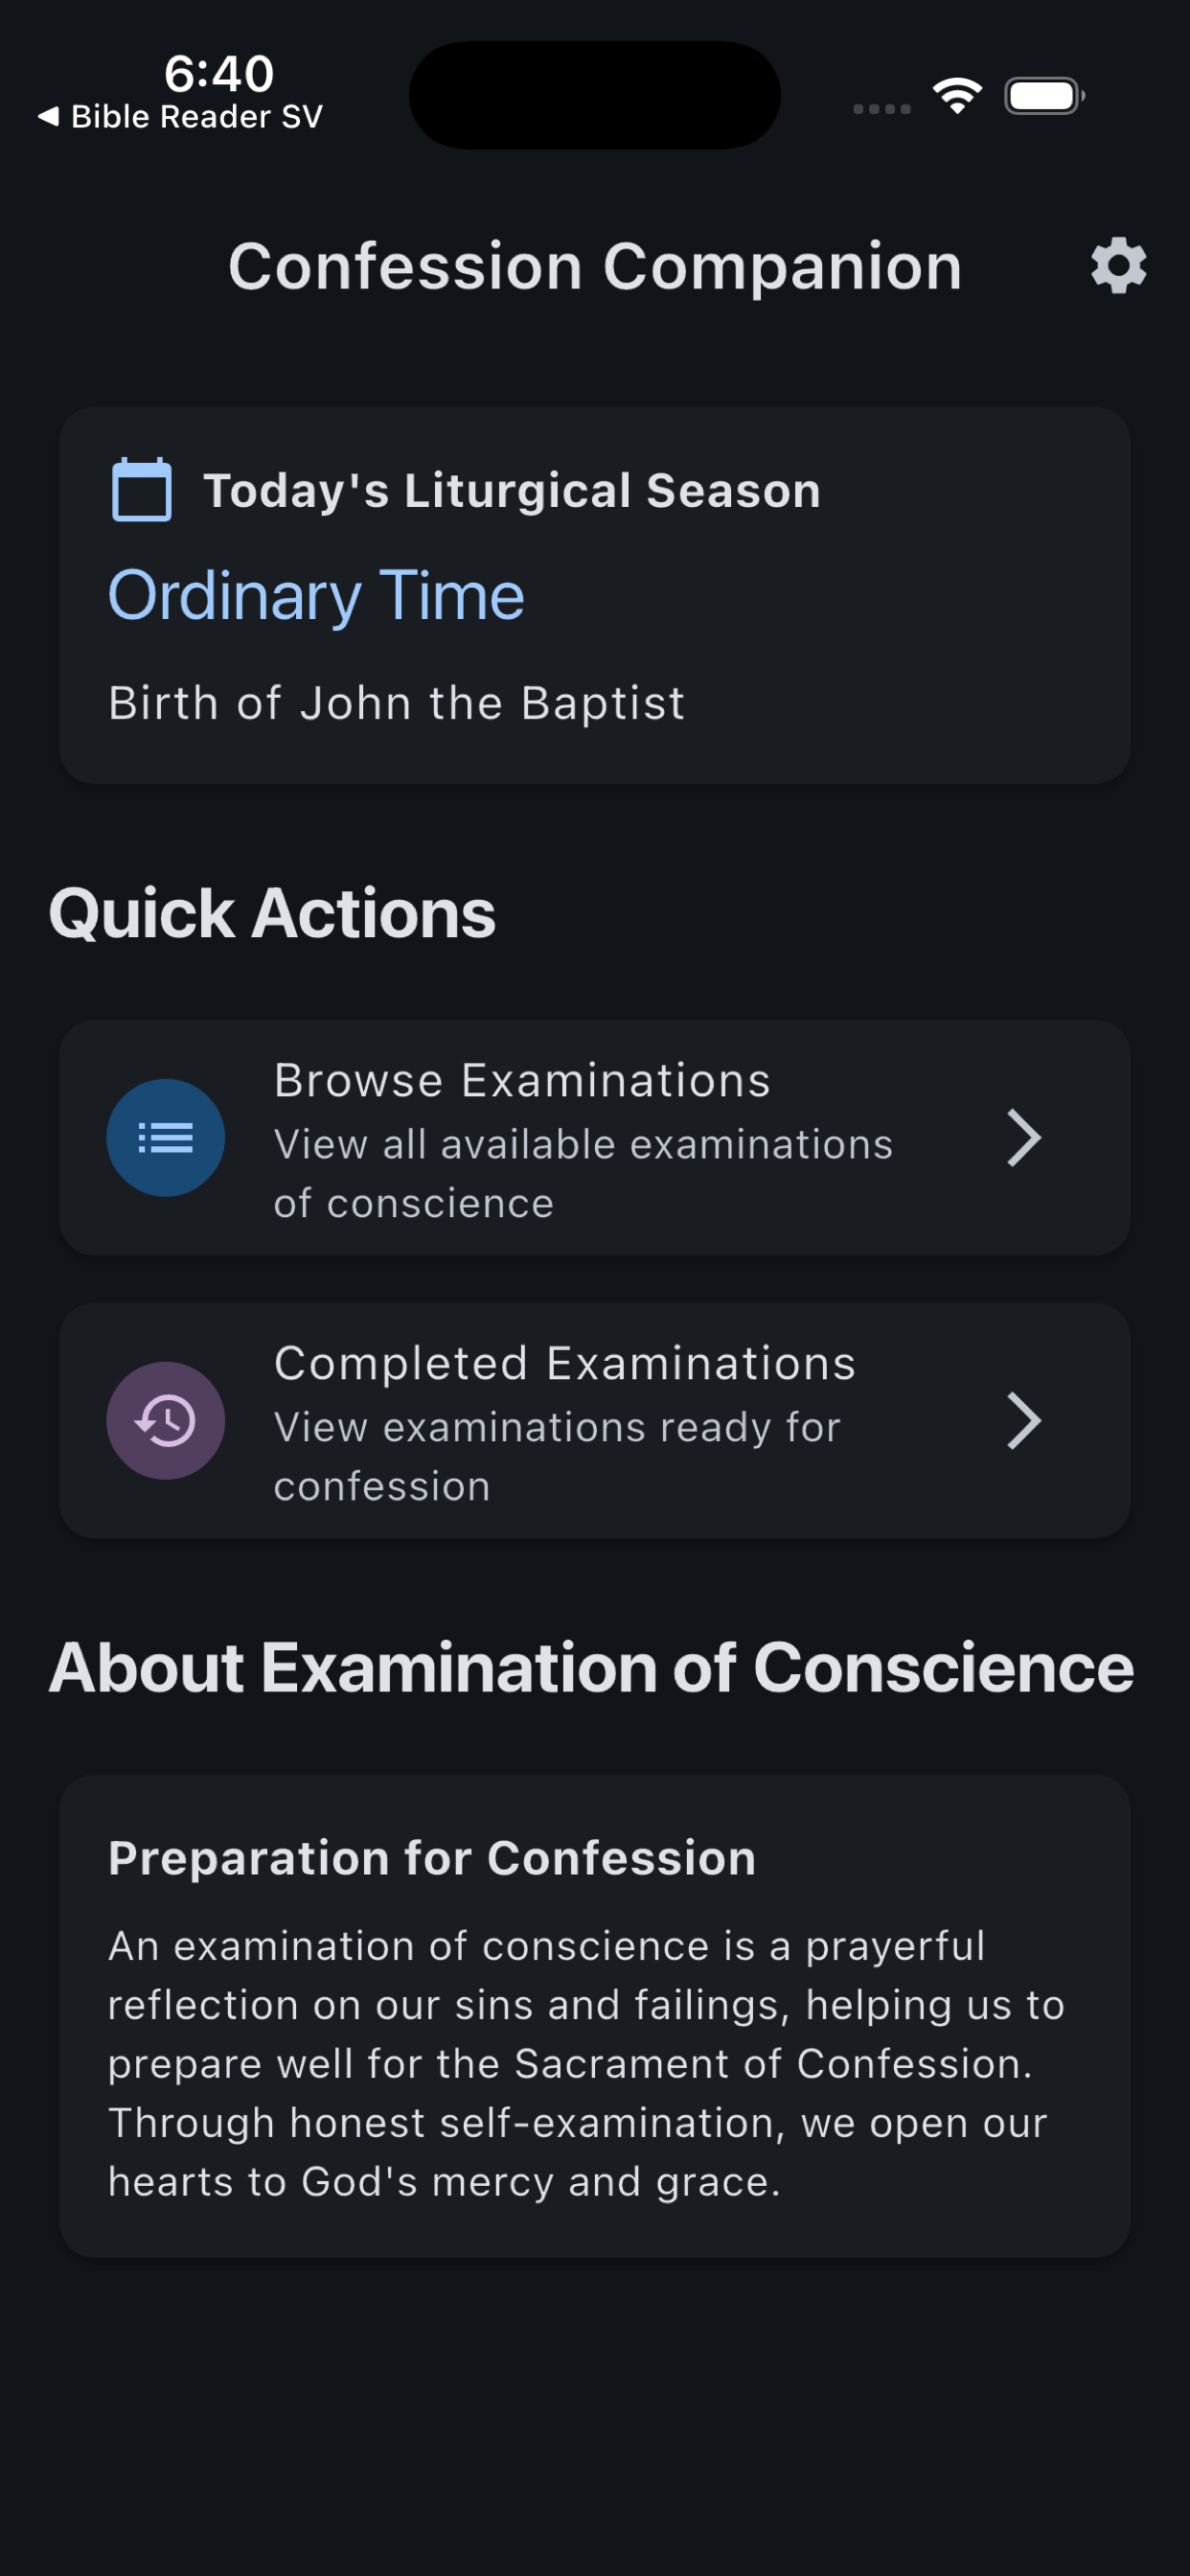 6:40
◀ Bible Reader SV
Confession Companion
Today's Liturgical Season
Ordinary Time
Birth of John the Baptist
Quick Actions
Browse Examinations
View all available examinations
of conscience
Completed Examinations
View examinations ready for
confession
About Examination of Conscience
Preparation for Confession
An examination of conscience is a prayerful
reflection on our sins and failings, helping us to
prepare well for the Sacrament of Confession.
Through honest self-examination, we open our
hearts to God's mercy and grace.